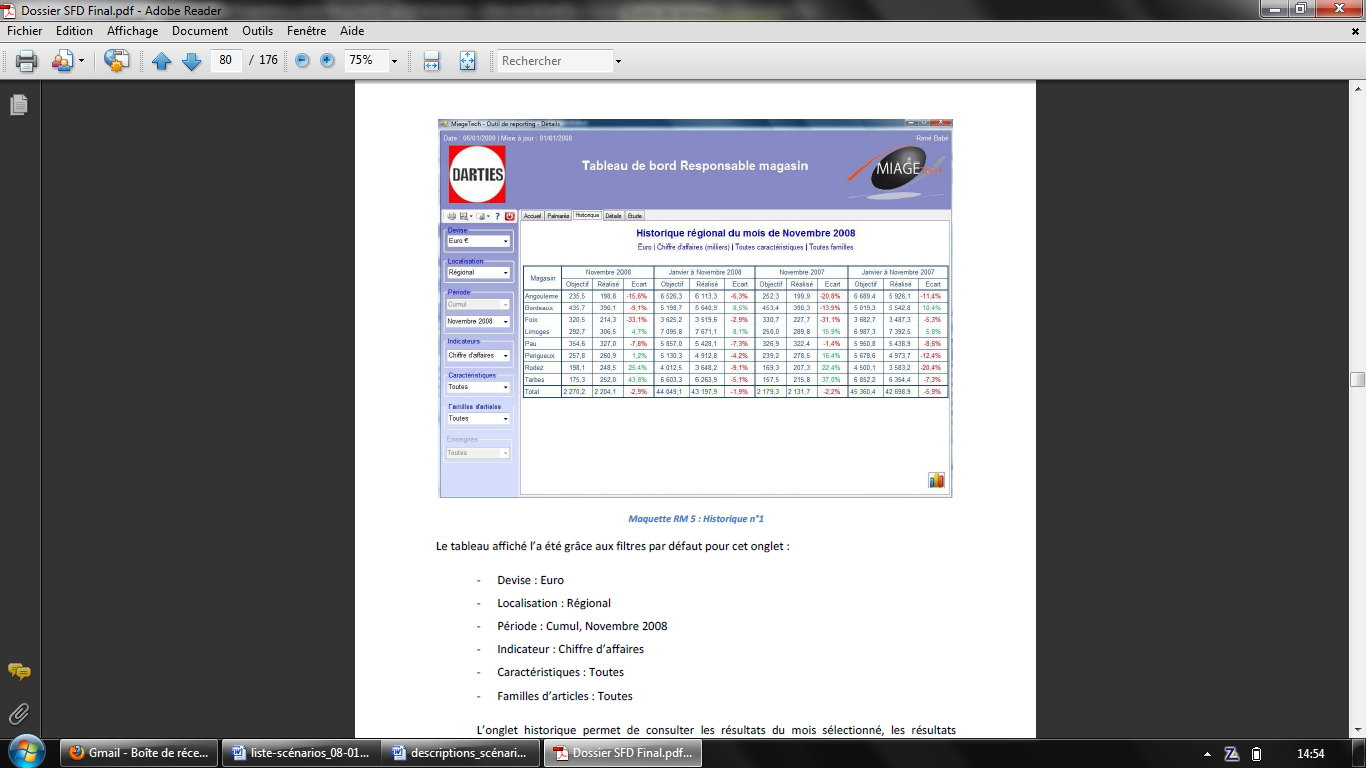 Dossier SFD Final.pdf - Adobe Reader
Fichier Edition Affichage Document Outils Fenêtre Aide
80 / 176 75% Rechercher
MiageTech - Outil de reporting - Détails
Date : 06/01/2009 | Mise à jour : 01/01/2008 René Babé
DARTIES
Tableau de bord Responsable magasin
MIAGE
Accueil Palmarès Historique Détails Etude
Devise
Euro €
Localisation
Régional
Période
Cumul
Novembre 2008
Indicateurs
Chiffre d'affaires
Caractéristiques
Toutes
Familles d'articles
Toutes
Enseignes
Toutes
Historique régional du mois de Novembre 2008
Euro | Chiffre d'affaires (milliers) | Toutes caractéristiques | Toutes familles
Magasin Novembre 2008 Janvier à Novembre 2008 Novembre 2007 Janvier à Novembre 2007
Objectif Réalisé Ecart Objectif Réalisé Ecart Objectif Réalisé Ecart Objectif Réalisé Ecart
Angouleme 235,5 198,8 -15,6% 6 526,3 6 113,3 -6,3% 252,3 199,9 -20,8% 6 689,4 5 926,1 -11,4%
Bordeaux 435,7 396,1 -9,1% 5 198,7 5 640,9 8,5% 453,4 390,3 -13,9% 5 019,3 5 542,8 10,4%
Foix 320,5 214,3 -33,1% 3 625,2 3 519,6 -2,9% 330,7 227,7 -31,1% 3 682,7 3 487,3 -5,3%
Limoges 292,7 306,5 4,7% 7 095,8 7 671,1 8,1% 250,0 289,8 15,9% 6 987,3 7 392,5 5,8%
Pau 354,6 327,0 -7,8% 5 857,0 5 428,1 -7,3% 326,9 322,4 -1,4% 5 950,8 5 438,9 -8,6%
Perigueux 257,8 260,9 1,2% 5 130,3 4 912,8 -4,2% 239,2 278,5 16,4% 5 678,6 4 973,7 -12,4%
Rodez 198,1 248,5 25,4% 4 012,5 3 648,2 -9,1% 169,3 207,3 22,4% 4 500,1 3 583,2 -20,4%
Tarbes 175,3 252,0 43,8% 6 603,3 6 263,9 -5,1% 157,5 215,8 37,0% 6 852,2 6 354,4 -7,3%
Total 2 270,2 2 204,1 -2,9% 44 049,1 43 197,9 -1,9% 2 179,3 2 131,7 -2,2% 45 360,4 42 698,9 -5,9%
Maquette RM 5 : Historique n°1
Le tableau affiché l'a été grâce aux filtres par défaut pour cet onglet :
- Devise : Euro
- Localisation : Régional
- Période : Cumul, Novembre 2008
- Indicateur : Chiffre d'affaires
- Caractéristiques : Toutes
- Familles d'articles : Toutes
L'onglet historique permet de consulter les résultats du mois sélectionné, les résultats
Gmail - Boîte de réce... liste-scénarios_08-01... descriptions_scénari... Dossier SFD Final.pdf... 14:54